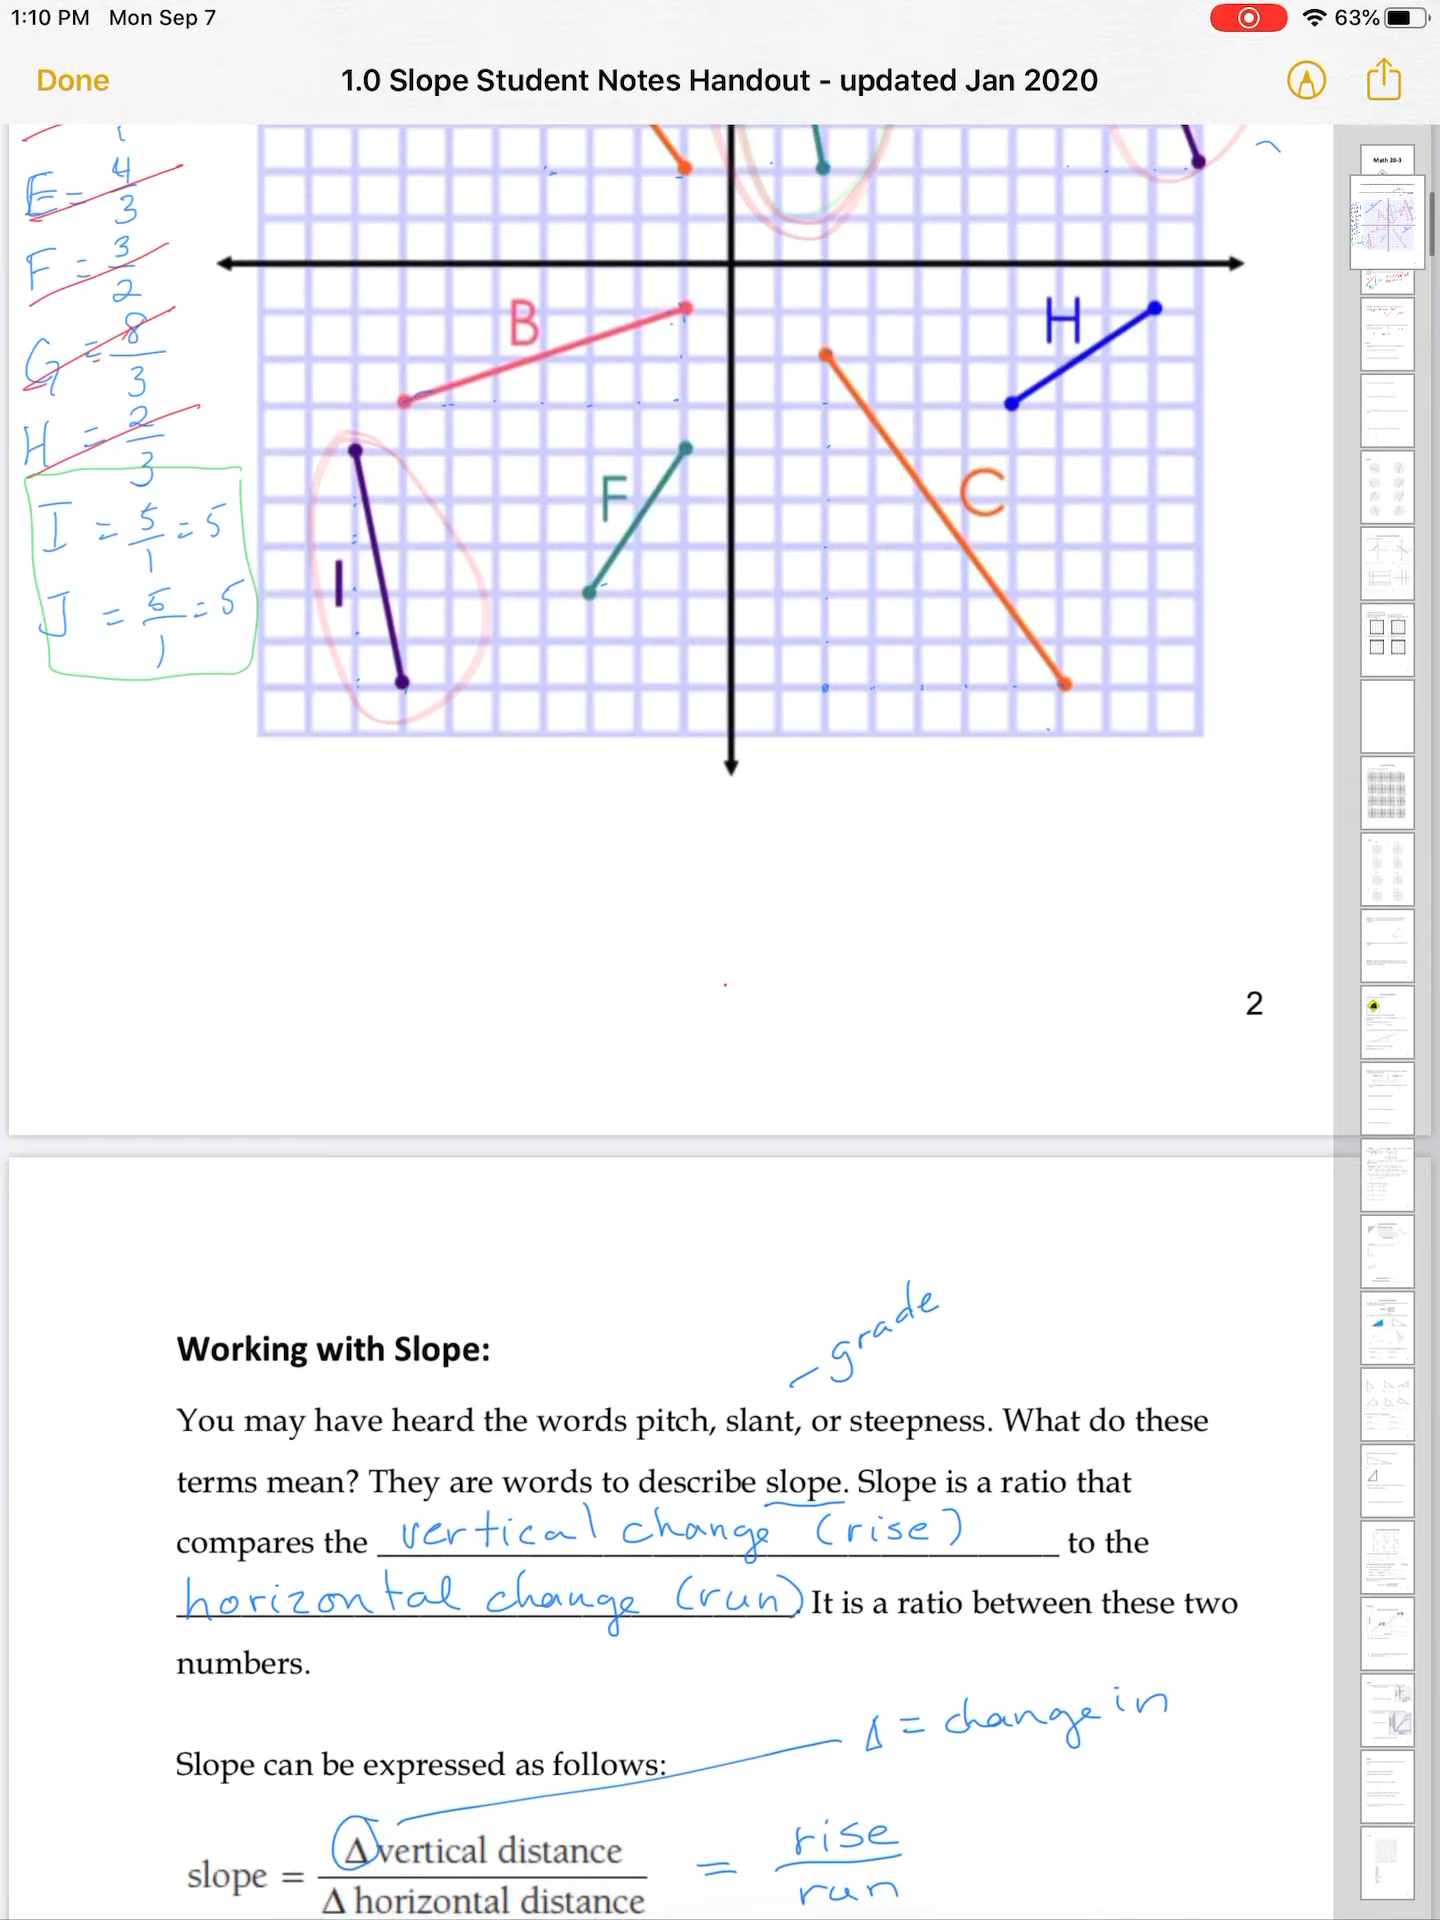 1:10 PM Mon Sep 7
63%
Done
1.0 Slope Student Notes Handout - updated Jan 2020
Math 20-3
1
E = 4/3
F = 3/2
G = 8/3
H = 2/3
I = 5/1 = 5
J = 5/1 = 5
B
H
F
C
I
2
grade
Working with Slope:
You may have heard the words pitch, slant, or steepness. What do these
terms mean? They are words to describe slope. Slope is a ratio that
compares the vertical change (rise) to the
horizontal change (run). It is a ratio between these two
numbers.
Δ = change in
Slope can be expressed as follows:
slope = Δ vertical distance / Δ horizontal distance = rise / run